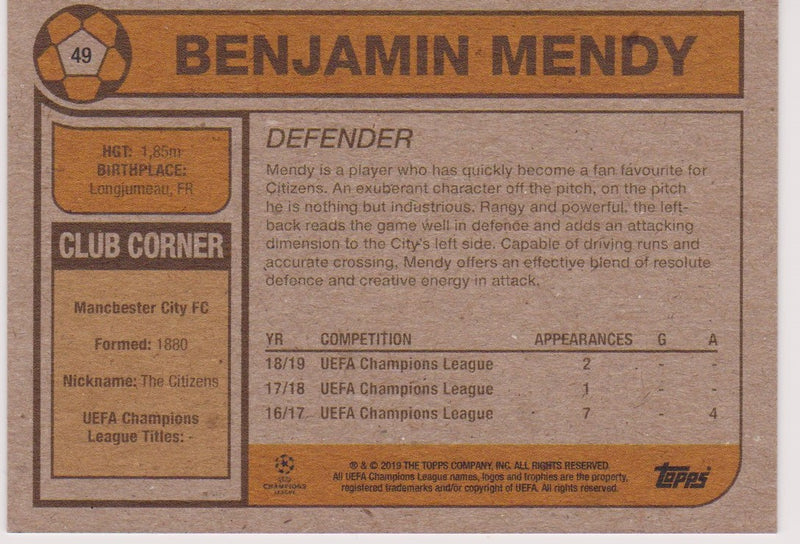 49
BENJAMIN MENDY
HGT: 1,85m
BIRTHPLACE:
Longjumeau, FR
CLUB CORNER
Manchester City FC
Formed: 1880
Nickname: The Citizens
UEFA Champions
League Titles: -
DEFENDER
Mendy is a player who has quickly become a fan favourite for
Citizens. An exuberant character off the pitch, on the pitch
he is nothing but industrious. Rangy and powerful, the left-
back reads the game well in defence and adds an attacking
dimension to the City's left side. Capable of driving runs and
accurate crossing, Mendy offers an effective blend of resolute
defence and creative energy in attack.
YR COMPETITION APPEARANCES G A
18/19 UEFA Champions League 2 - -
17/18 UEFA Champions League 1 - -
16/17 UEFA Champions League 7 - 4
UEFA
CHAMPIONS
LEAGUE
® & © 2019 THE TOPPS COMPANY, INC. ALL RIGHTS RESERVED.
All UEFA Champions League names, logos and trophies are the property,
registered trademarks and/or copyright of UEFA. All rights reserved.
topps